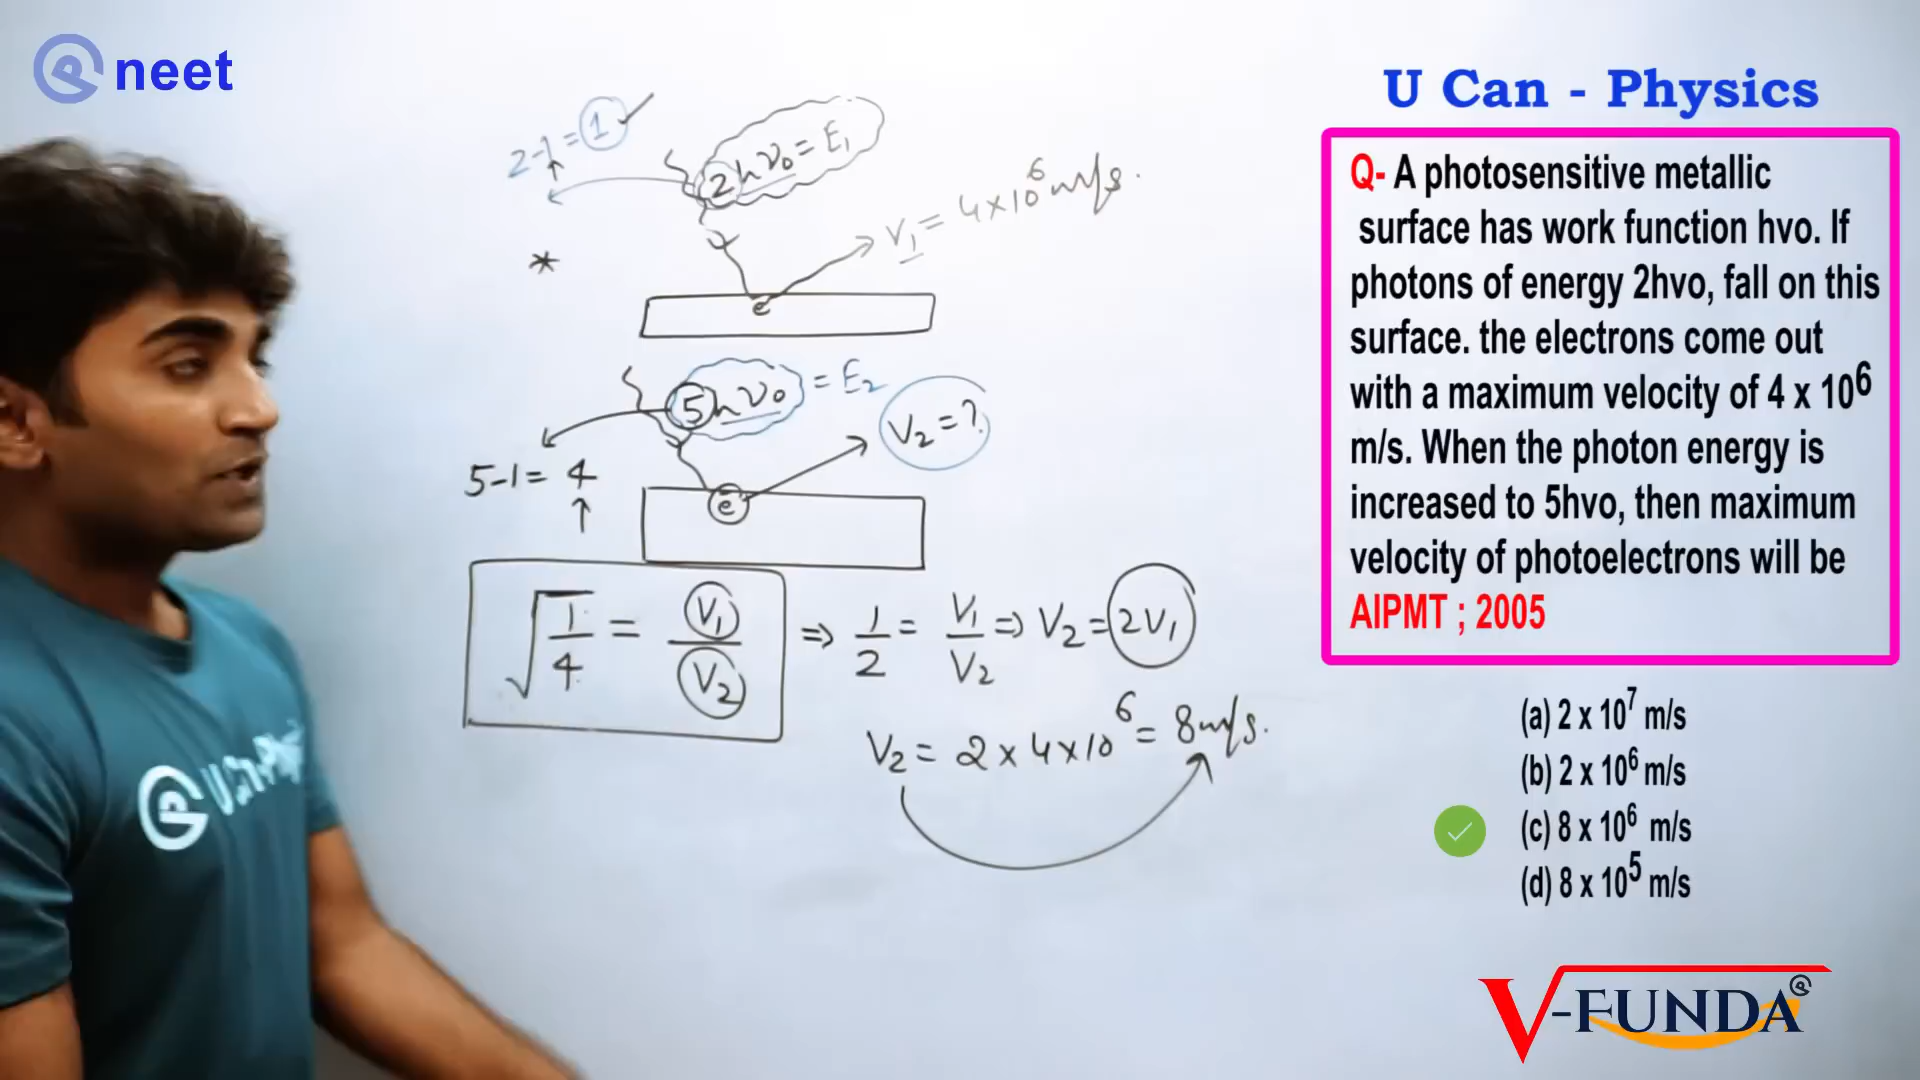 neet
U Can - Physics
Q- A photosensitive metallic
surface has work function hvo. If
photons of energy 2hvo, fall on this
surface. the electrons come out
with a maximum velocity of 4 x 10⁶
m/s. When the photon energy is
increased to 5hvo, then maximum
velocity of photoelectrons will be
AIPMT ; 2005
(a) 2 x 10⁷ m/s
(b) 2 x 10⁶ m/s
(c) 8 x 10⁶ m/s
(d) 8 x 10⁵ m/s
V-FUNDA
2-1 = 1
2hν₀ = E₁
V₁ = 4×10⁶ m/s.
*
e
5hν₀ = E₂
V₂ = ?
5-1 = 4
e
√1/4 = V₁/V₂ ⇒ 1/2 = V₁/V₂ ⇒ V₂ = 2V₁
V₂ = 2 × 4×10⁶ = 8 m/s.